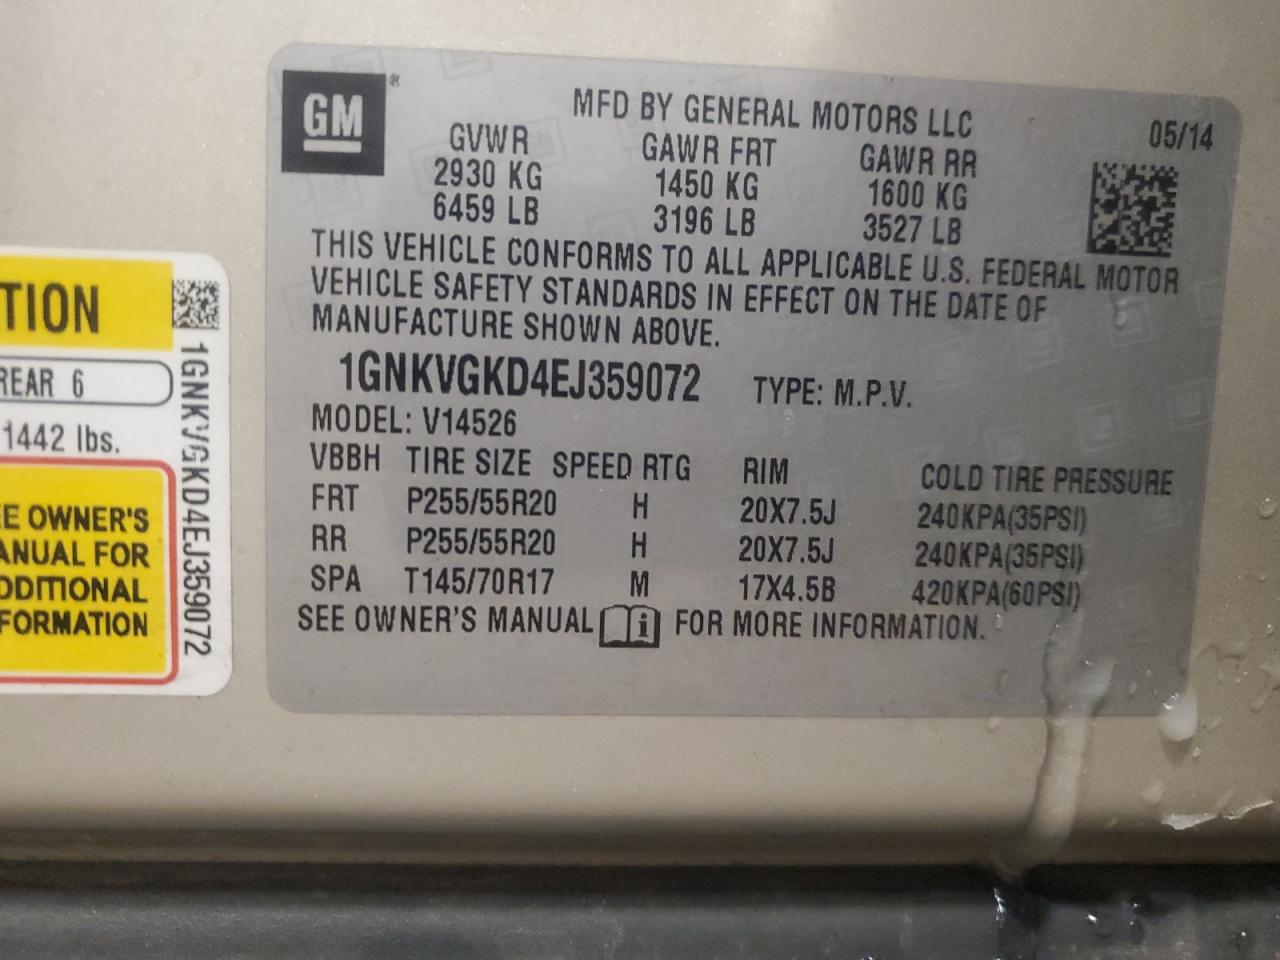 GM®
MFD BY GENERAL MOTORS LLC
05/14
GVWR GAWR FRT GAWR RR
2930 KG 1450 KG 1600 KG
6459 LB 3196 LB 3527 LB
THIS VEHICLE CONFORMS TO ALL APPLICABLE U.S. FEDERAL MOTOR
VEHICLE SAFETY STANDARDS IN EFFECT ON THE DATE OF
MANUFACTURE SHOWN ABOVE.
1GNKVGKD4EJ359072 TYPE: M.P.V.
MODEL: V14526
VBBH TIRE SIZE SPEED RTG RIM COLD TIRE PRESSURE
FRT P255/55R20 H 20X7.5J 240KPA(35PSI)
RR P255/55R20 H 20X7.5J 240KPA(35PSI)
SPA T145/70R17 M 17X4.5B 420KPA(60PSI)
SEE OWNER'S MANUAL i FOR MORE INFORMATION.
TION
REAR 6
1442 lbs.
EE OWNER'S
ANUAL FOR
DDITIONAL
FORMATION
1GNKVGKD4EJ359072